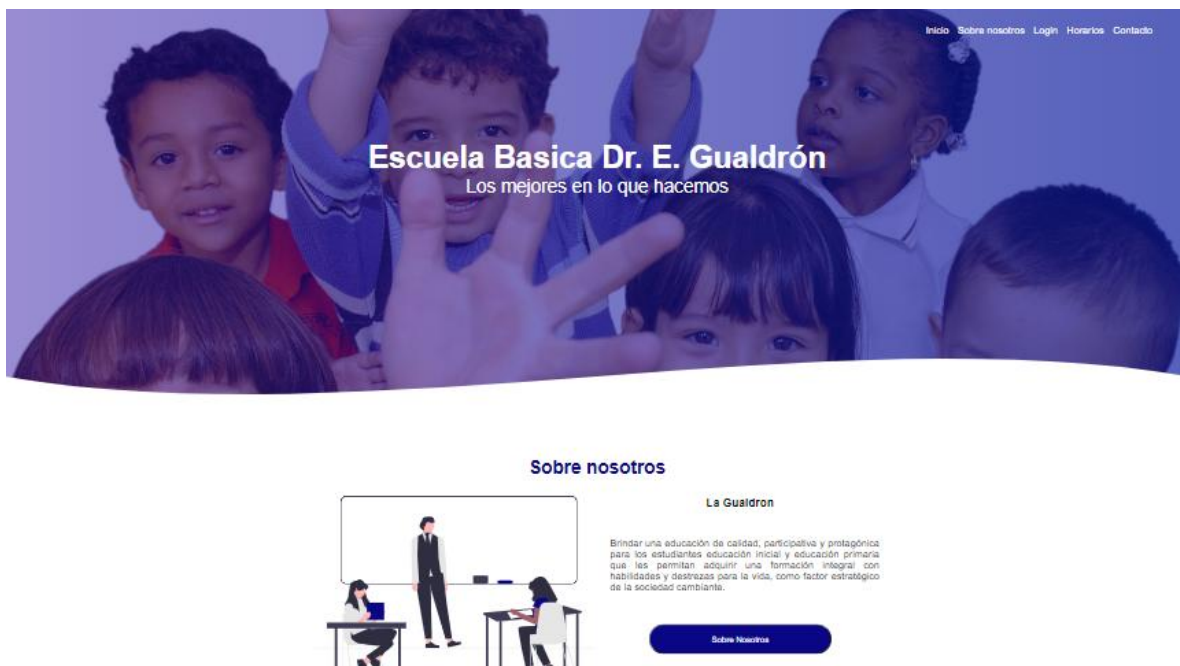 Inicio Sobre nosotros Login Horarios Contacto
Escuela Basica Dr. E. Gualdrón
Los mejores en lo que hacemos
Sobre nosotros
La Gualdron
Brindar una educación de calidad, participativa y protagónica
para los estudiantes educación inicial y educación primaria
que les permitan adquirir una formación integral con
habilidades y destrezas para la vida, como factor estratégico
de la sociedad cambiante.
Sobre Nosotros